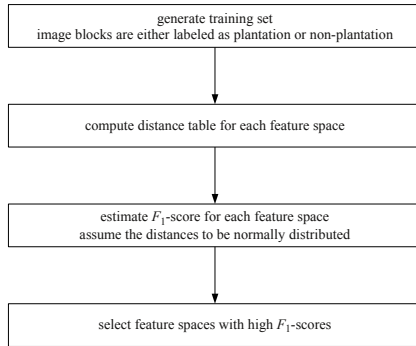 generate training set
image blocks are either labeled as plantation or non-plantation
compute distance table for each feature space
estimate F₁-score for each feature space
assume the distances to be normally distributed
select feature spaces with high F₁-scores